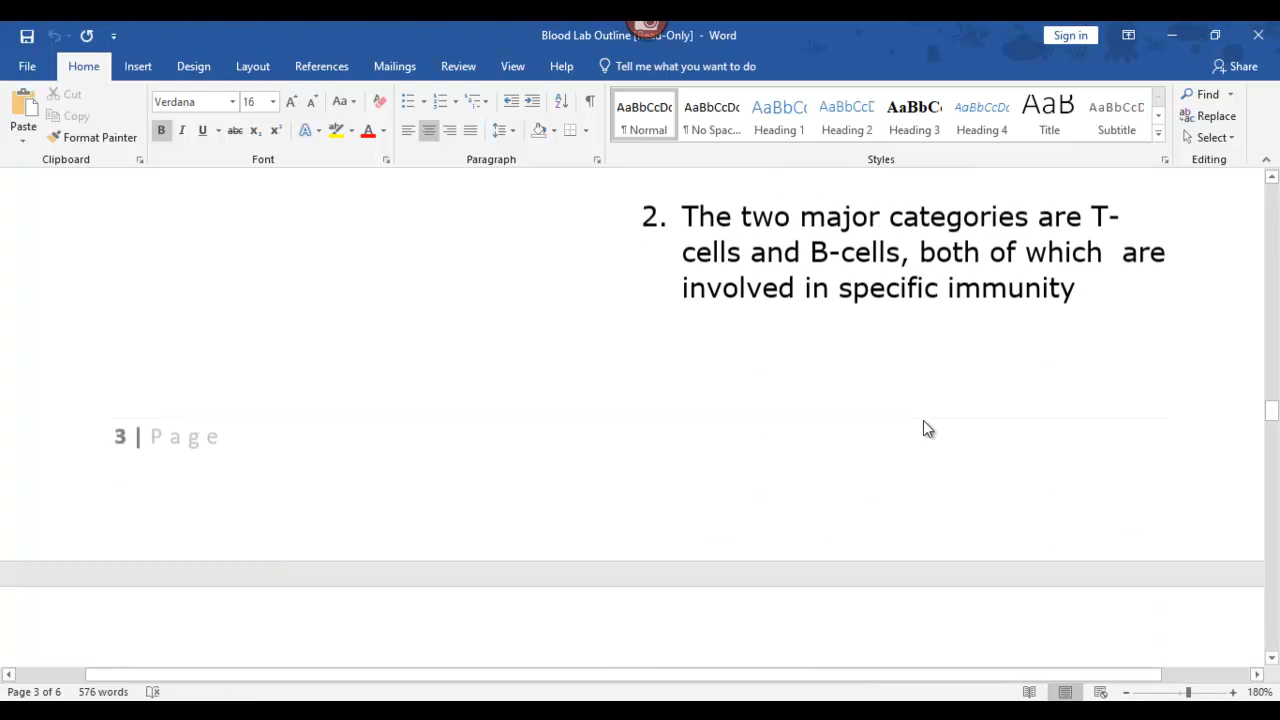 Blood Lab Outline [Read-Only] - Word
Sign in
File Home Insert Design Layout References Mailings Review View Help Tell me what you want to do Share
Paste
Cut
Copy
Format Painter
Clipboard
Verdana 16
Font
Paragraph
AaBbCcDc AaBbCcDc AaBbCc AaBbCcD AaBbC AaBbCcDc AaB AaBbCcD
¶ Normal ¶ No Spac... Heading 1 Heading 2 Heading 3 Heading 4 Title Subtitle
Styles
Find
Replace
Select
Editing
2. The two major categories are T-
cells and B-cells, both of which are
involved in specific immunity
3 | Page
Page 3 of 6 576 words 180%